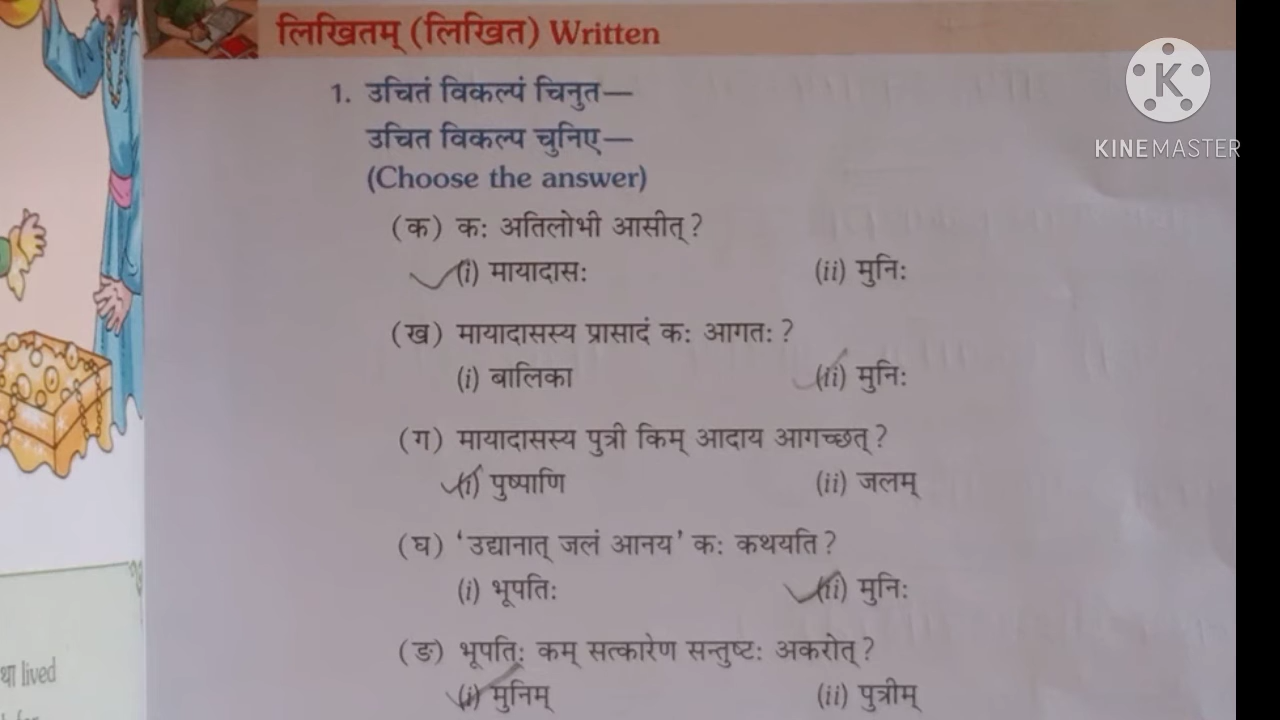 लिखितम् (लिखित) Written
K
KINEMASTER
1. उचितं विकल्पं चिनुत—
उचित विकल्प चुनिए—
(Choose the answer)
(क) कः अतिलोभी आसीत्?
(i) मायादासः (ii) मुनिः
(ख) मायादासस्य प्रासादं कः आगतः?
(i) बालिका (ii) मुनिः
(ग) मायादासस्य पुत्री किम् आदाय आगच्छत्?
(i) पुष्पाणि (ii) जलम्
(घ) ‘उद्यानात् जलं आनय’ कः कथयति?
(i) भूपतिः (ii) मुनिः
(ङ) भूपतिः कम् सत्कारेण सन्तुष्टः अकरोत्?
(i) मुनिम् (ii) पुत्रीम्
था lived